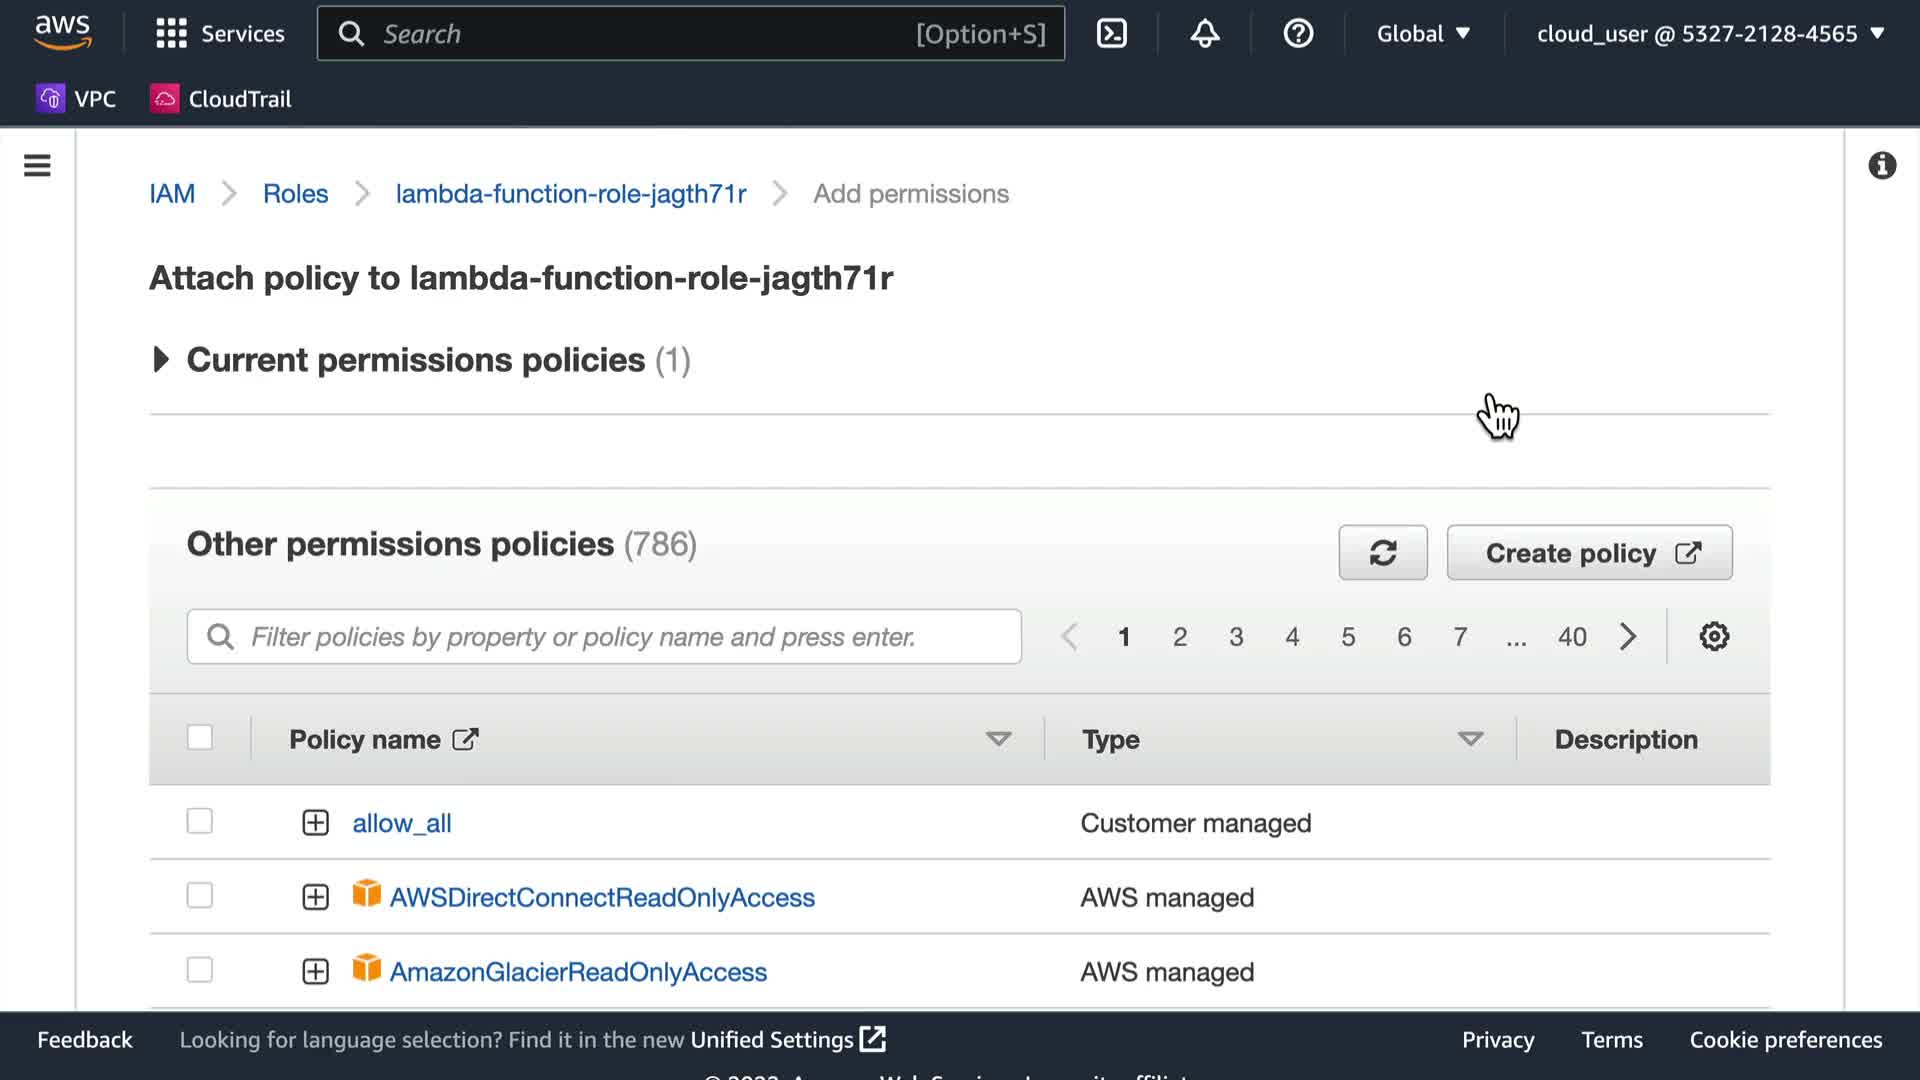 aws
Services
Search
[Option+S]
Global
cloud_user @ 5327-2128-4565
VPC
CloudTrail
IAM
Roles
lambda-function-role-jagth71r
Add permissions
Attach policy to lambda-function-role-jagth71r
Current permissions policies (1)
Other permissions policies (786)
Create policy
Filter policies by property or policy name and press enter.
1 2 3 4 5 6 7 ... 40
Policy name
Type
Description
allow_all
Customer managed
AWSDirectConnectReadOnlyAccess
AWS managed
AmazonGlacierReadOnlyAccess
AWS managed
Feedback
Looking for language selection? Find it in the new Unified Settings
Privacy
Terms
Cookie preferences